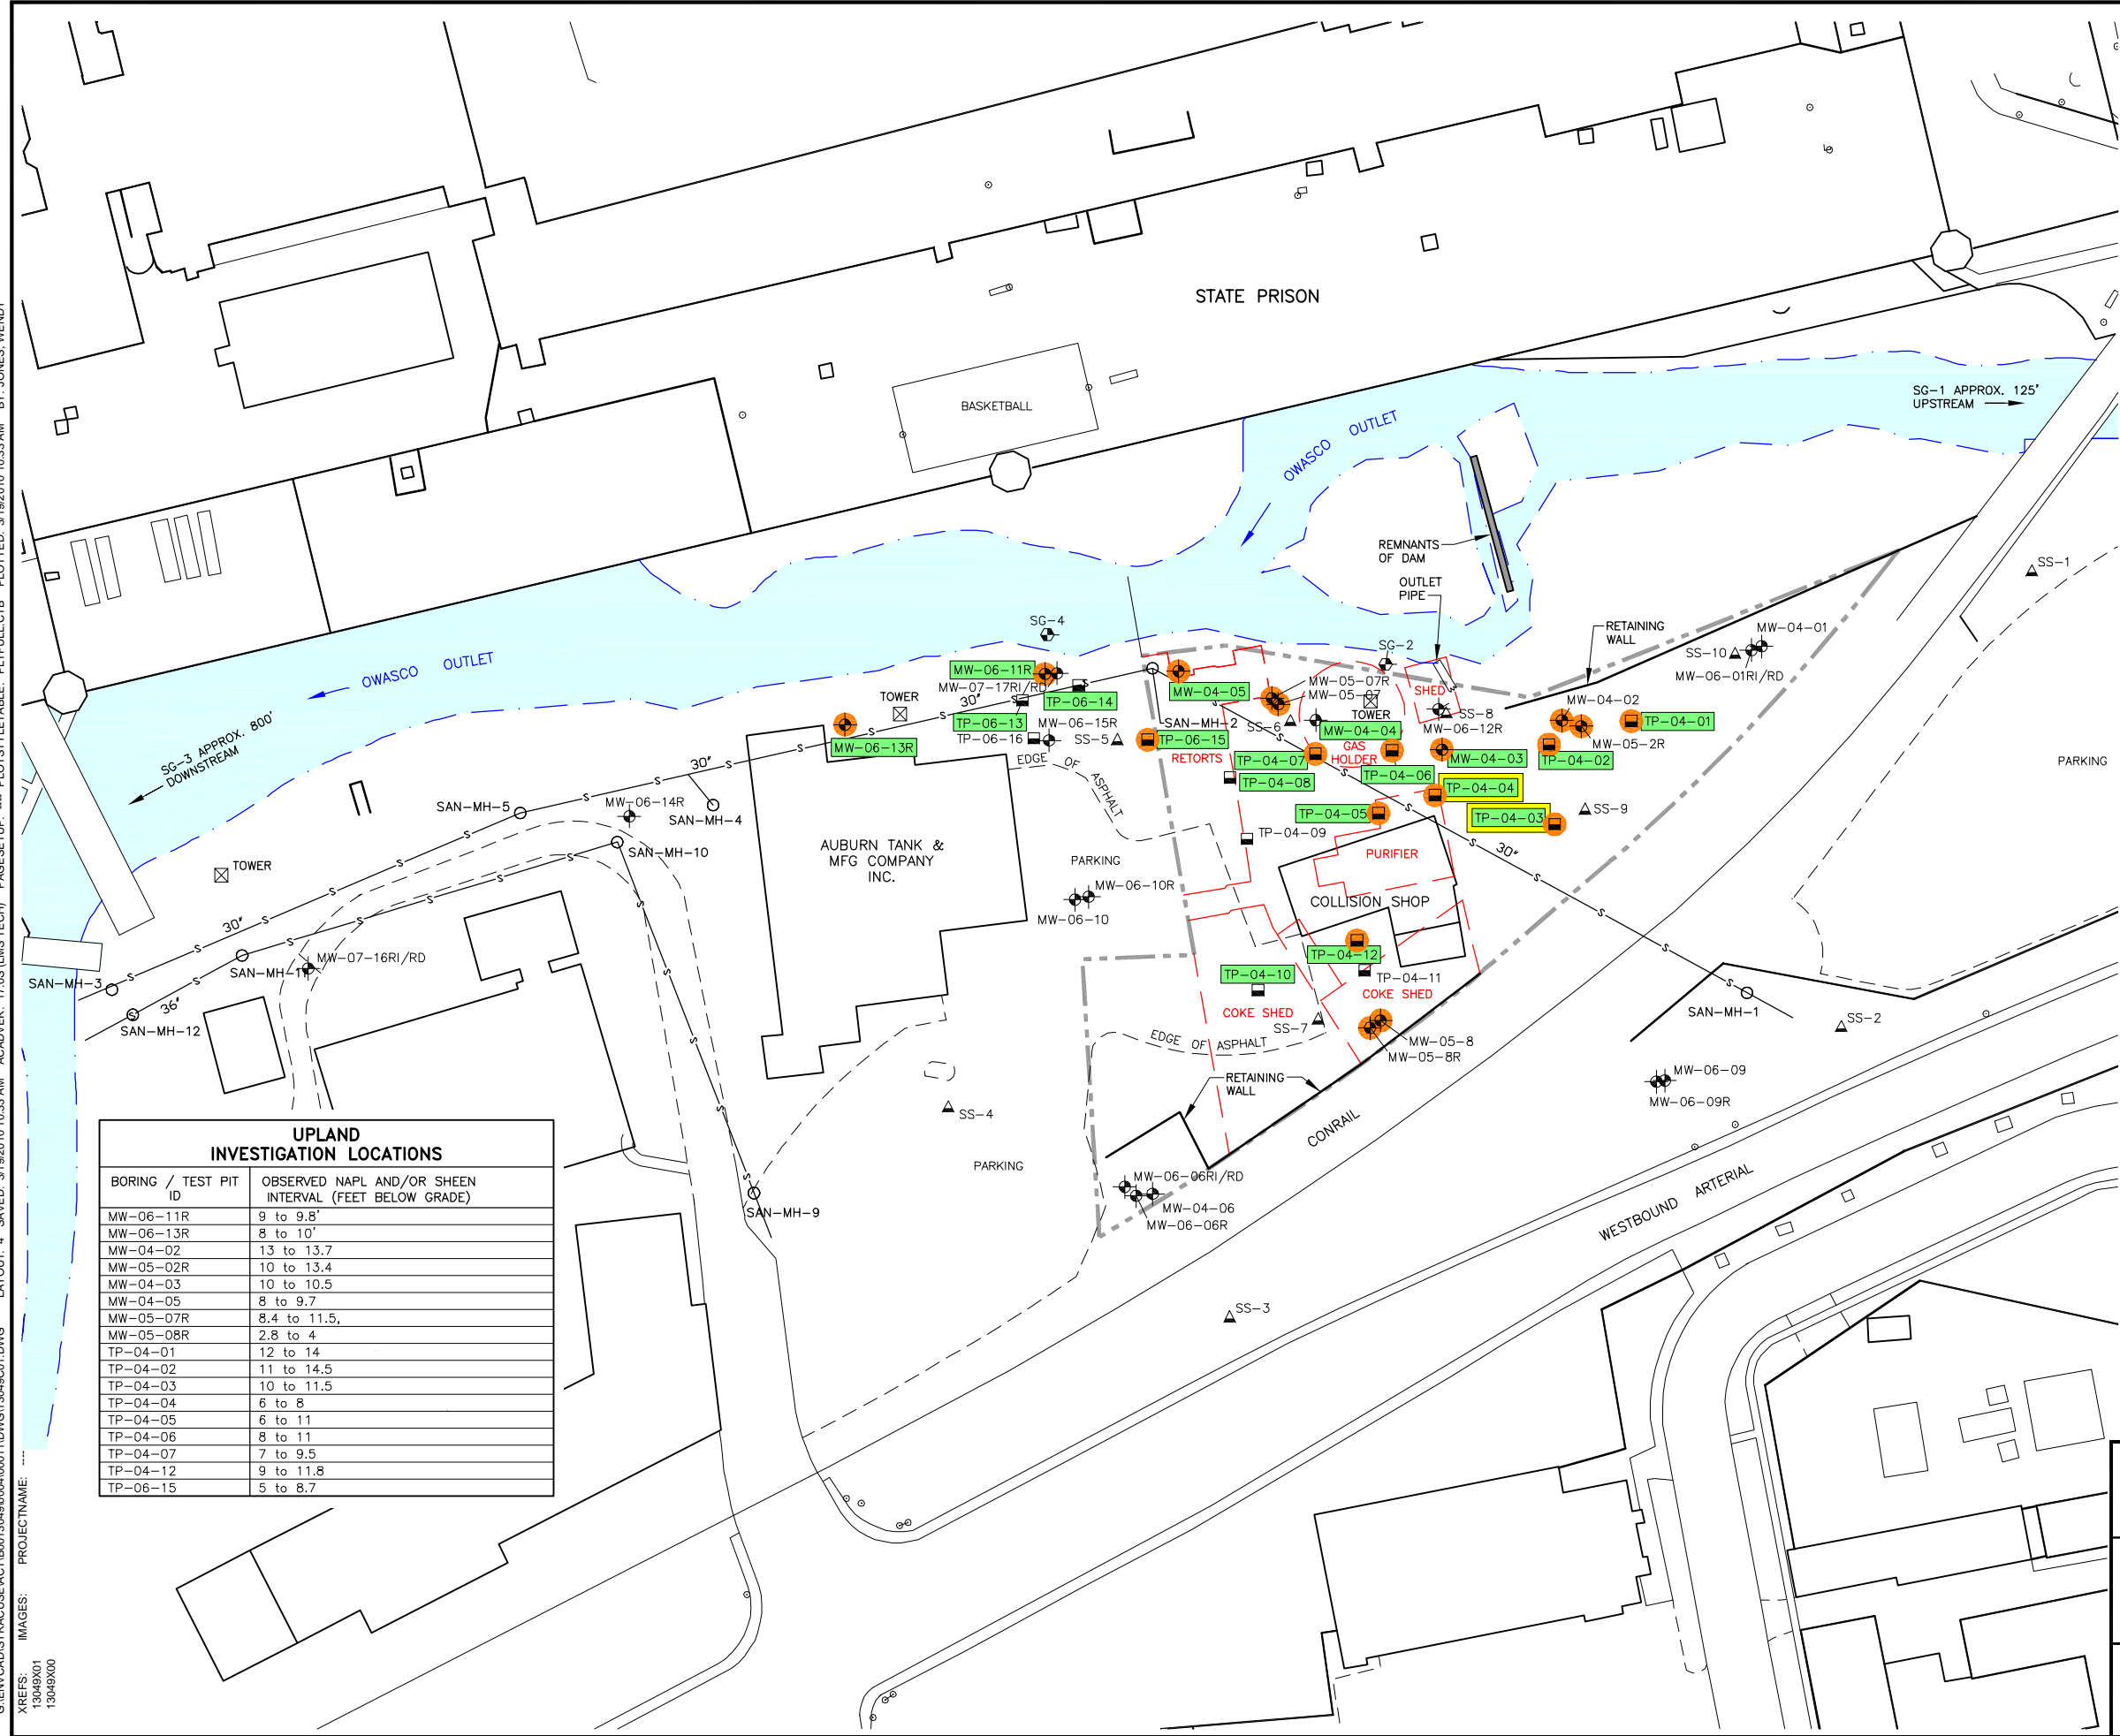 STATE PRISON
BASKETBALL
SG-1 APPROX. 125'
UPSTREAM
OWASCO OUTLET
REMNANTS
OF DAM
OUTLET
PIPE
SS-1
RETAINING
WALL
MW-04-01
SS-10
MW-06-01RI/RD
SG-4
SG-2
OWASCO OUTLET
MW-06-11R
MW-07-17RI/RD
TP-06-14
30"
TP-06-13
MW-06-15R
TP-06-16
SS-5
TOWER
MW-06-13R
MW-04-05
MW-05-07R
MW-05-07
SHED
SAN-MH-2
SS-6
TOWER
SS-8
MW-06-12R
MW-04-02
TP-04-01
MW-05-2R
TP-06-15
RETORTS
MW-04-04
GAS
HOLDER
TP-04-07
TP-04-08
TP-04-06
MW-04-03
TP-04-02
TP-04-04
TP-04-03
SS-9
TP-04-05
TP-04-09
PARKING
EDGE OF
ASPHALT
SG-3 APPROX. 800'
DOWNSTREAM
30"
SAN-MH-5
MW-06-14R
SAN-MH-4
SAN-MH-10
TOWER
AUBURN TANK &
MFG COMPANY
INC.
PARKING
MW-06-10R
MW-06-10
PURIFIER
30"
COLLISION SHOP
TP-04-12
TP-04-11
TP-04-10
COKE SHED
COKE SHED
SS-7
EDGE OF ASPHALT
MW-05-8
MW-05-8R
30"
SAN-MH-3
SAN-MH-11
MW-07-16RI/RD
36"
SAN-MH-12
SAN-MH-1
SS-2
MW-06-09
MW-06-09R
RETAINING
WALL
SS-4
CONRAIL
PARKING
MW-06-06RI/RD
MW-04-06
MW-06-06R
SAN-MH-9
WESTBOUND ARTERIAL
SS-3
UPLAND
INVESTIGATION LOCATIONS
BORING / TEST PIT ID OBSERVED NAPL AND/OR SHEEN INTERVAL (FEET BELOW GRADE)
MW-06-11R 9 to 9.8'
MW-06-13R 8 to 10'
MW-04-02 13 to 13.7
MW-05-02R 10 to 13.4
MW-04-03 10 to 10.5
MW-04-05 8 to 9.7
MW-05-07R 8.4 to 11.5,
MW-05-08R 2.8 to 4
TP-04-01 12 to 14
TP-04-02 11 to 14.5
TP-04-03 10 to 11.5
TP-04-04 6 to 8
TP-04-05 6 to 11
TP-04-06 8 to 11
TP-04-07 7 to 9.5
TP-04-12 9 to 11.8
TP-06-15 5 to 8.7
XREFS: IMAGES: PROJECTNAME: ----
13049X01
13049X00